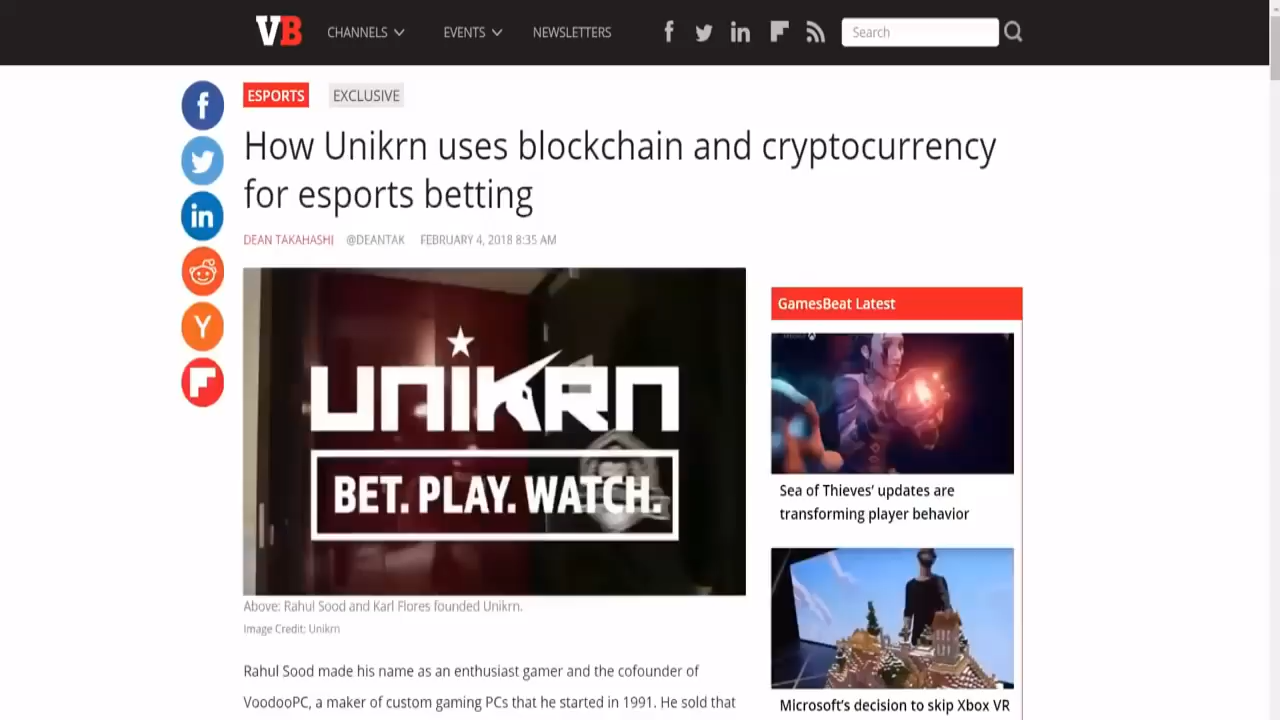 VB CHANNELS EVENTS NEWSLETTERS Search
ESPORTS EXCLUSIVE
How Unikrn uses blockchain and cryptocurrency
for esports betting
DEAN TAKAHASHI @DEANTAK FEBRUARY 4, 2018 8:35 AM
UNIKRN
BET. PLAY. WATCH.
Above: Rahul Sood and Karl Flores founded Unikrn.
Image Credit: Unikrn
Rahul Sood made his name as an enthusiast gamer and the cofounder of
VoodooPC, a maker of custom gaming PCs that he started in 1991. He sold that
GamesBeat Latest
Sea of Thieves’ updates are
transforming player behavior
Microsoft’s decision to skip Xbox VR